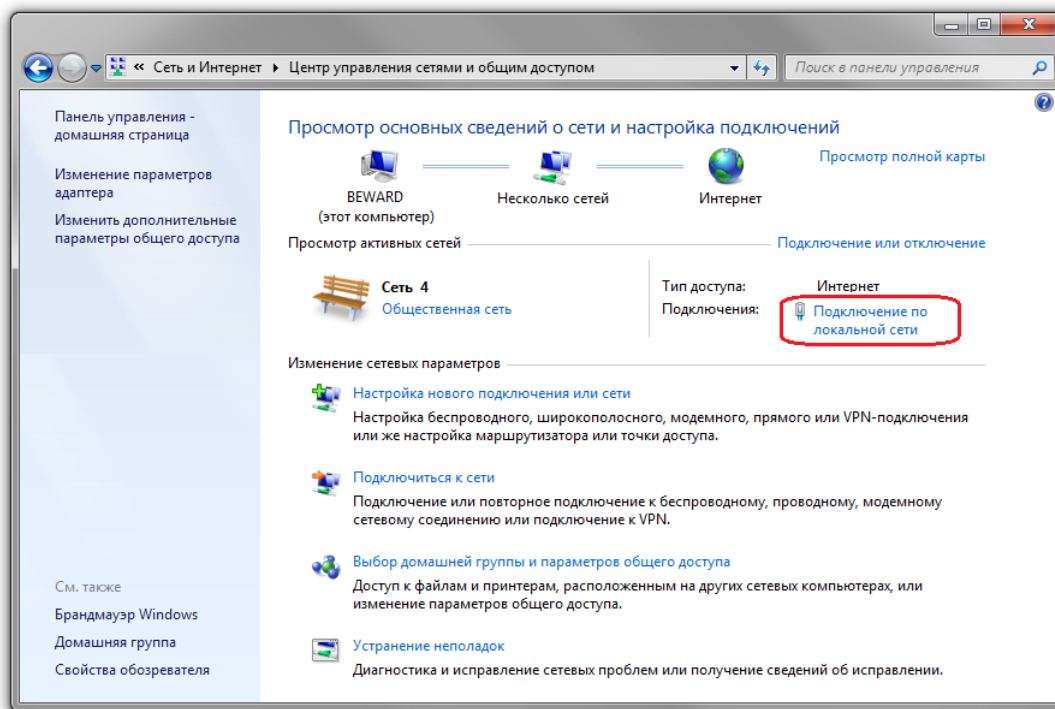 « Сеть и Интернет ▸ Центр управления сетями и общим доступом
Поиск в панели управления
Панель управления -
домашняя страница
Изменение параметров
адаптера
Изменить дополнительные
параметры общего доступа
Просмотр основных сведений о сети и настройка подключений
Просмотр полной карты
BEWARD
(этот компьютер)
Несколько сетей
Интернет
Просмотр активных сетей
Подключение или отключение
Сеть 4
Общественная сеть
Тип доступа: Интернет
Подключения: Подключение по
локальной сети
Изменение сетевых параметров
Настройка нового подключения или сети
Настройка беспроводного, широкополосного, модемного, прямого или VPN-подключения
или же настройка маршрутизатора или точки доступа.
Подключиться к сети
Подключение или повторное подключение к беспроводному, проводному, модемному
сетевому соединению или подключение к VPN.
Выбор домашней группы и параметров общего доступа
Доступ к файлам и принтерам, расположенным на других сетевых компьютерах, или
изменение параметров общего доступа.
Устранение неполадок
Диагностика и исправление сетевых проблем или получение сведений об исправлении.
См. также
Брандмауэр Windows
Домашняя группа
Свойства обозревателя